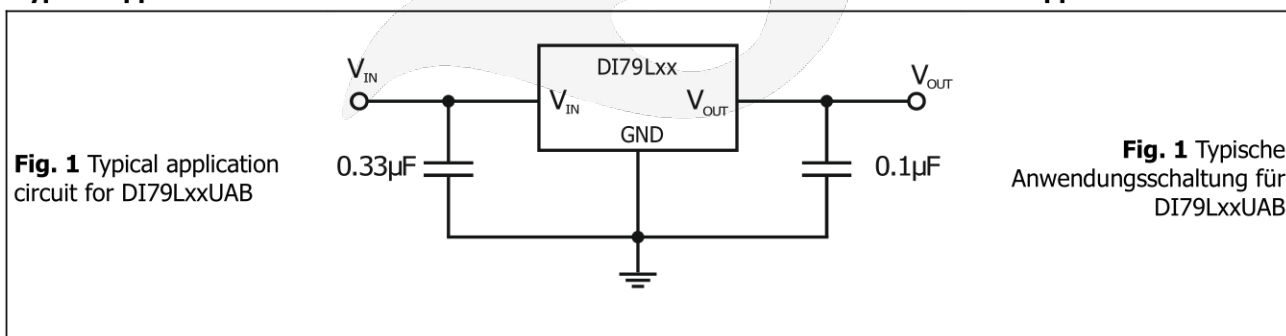 V_IN
DI79Lxx
V_IN
V_OUT
GND
V_OUT
0.33µF
0.1µF
Fig. 1 Typical application
circuit for DI79LxxUAB
Fig. 1 Typische
Anwendungsschaltung für
DI79LxxUAB